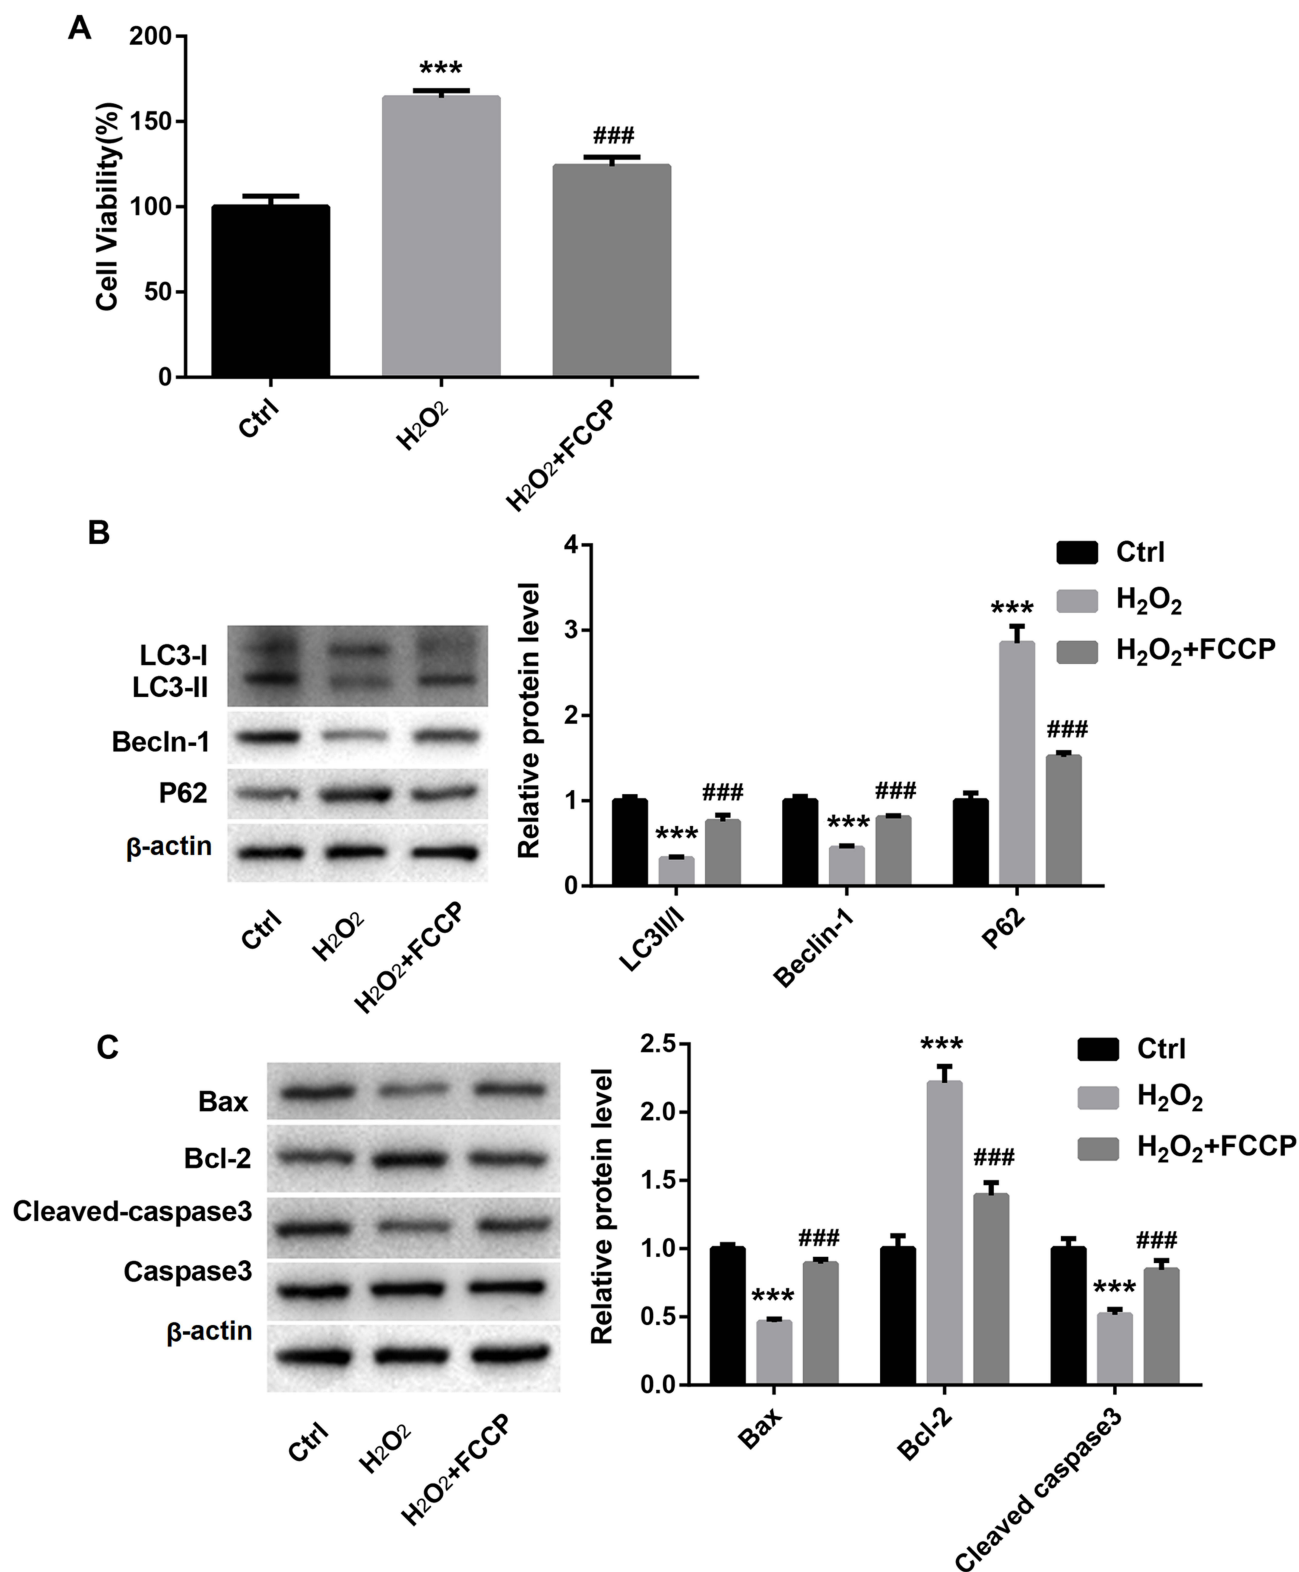 A
200
150
100
50
0
Cell Viability(%)
***
###
Ctrl
H2O2
H2O2+FCCP
B
LC3-I
LC3-II
Becln-1
P62
β-actin
Ctrl
H2O2
H2O2+FCCP
Relative protein level
4
3
2
1
0
***
###
***
###
***
###
LC3II/I
Beclin-1
P62
Ctrl
H₂O₂
H₂O₂+FCCP
C
Bax
Bcl-2
Cleaved-caspase3
Caspase3
β-actin
Ctrl
H2O2
H2O2+FCCP
Relative protein level
2.5
2.0
1.5
1.0
0.5
0.0
***
###
***
###
***
###
Bax
Bcl-2
Cleaved caspase3
Ctrl
H₂O₂
H₂O₂+FCCP